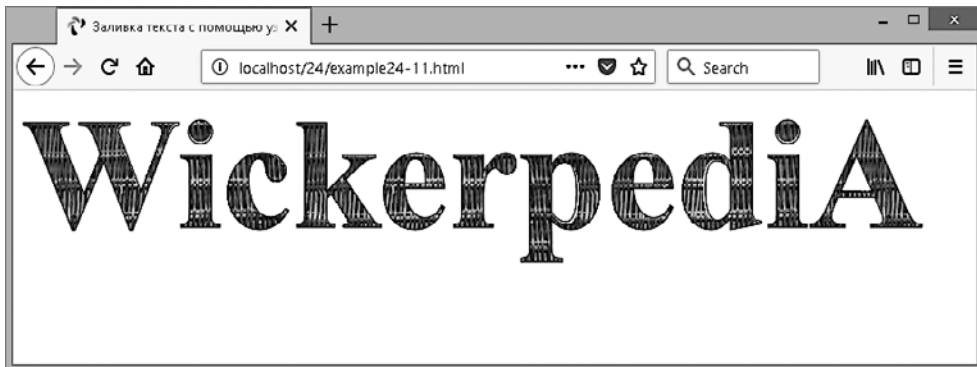 Заливка текста с помощью
localhost/24/example24-11.html
Search
WickerpediA